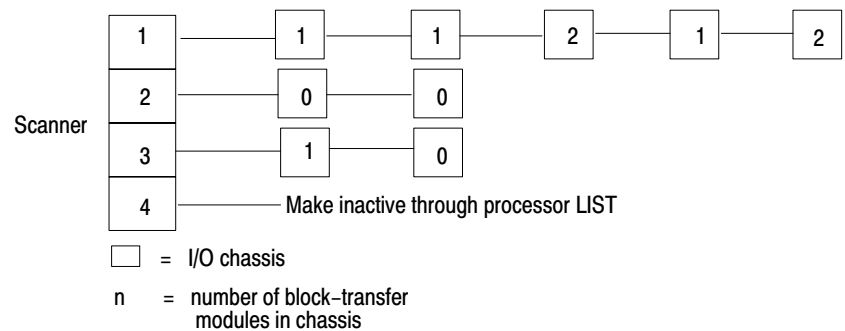 1 1 1 2 1 2
2 0 0
Scanner
3 1 0
4 Make inactive through processor LIST
= I/O chassis
n = number of block-transfer
modules in chassis